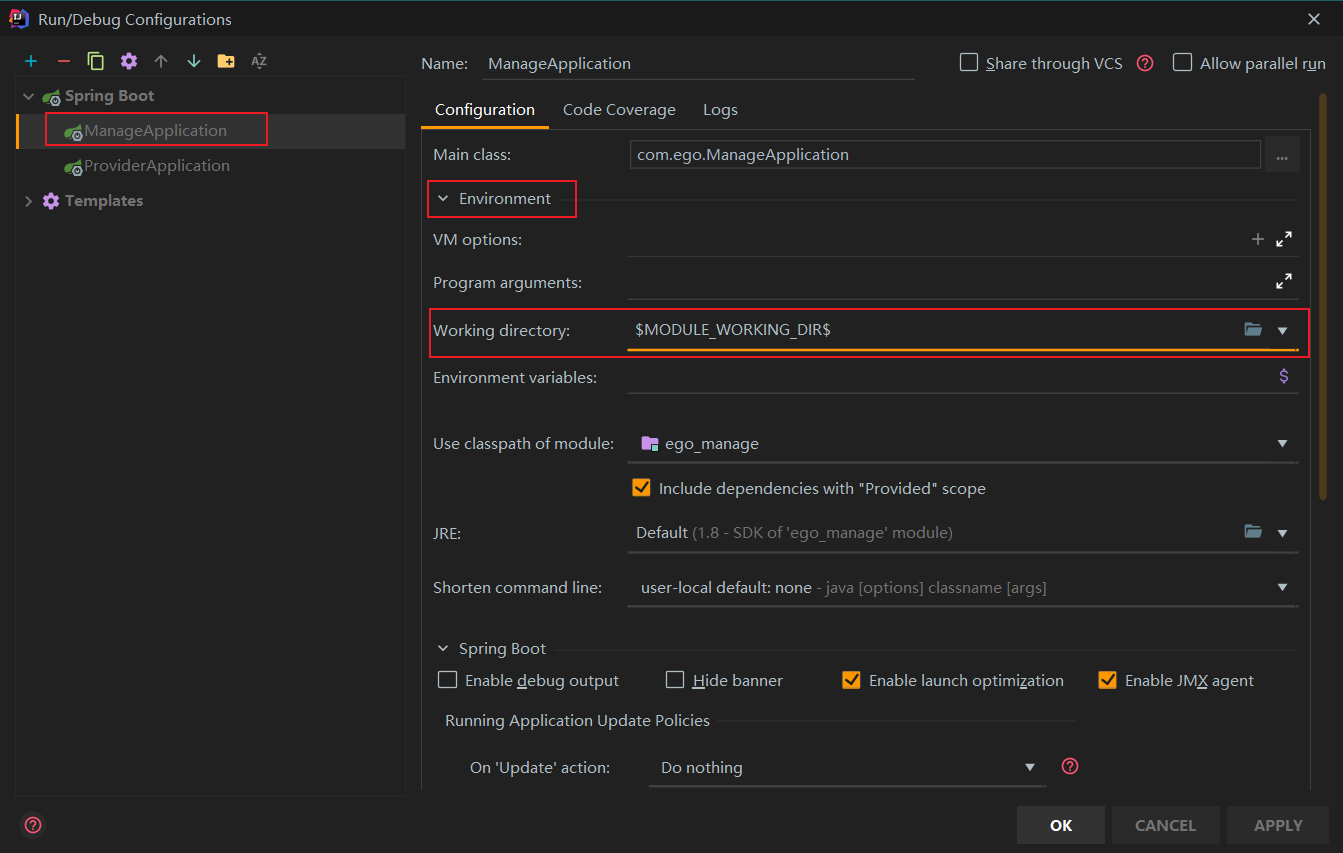 Run/Debug Configurations
Name: ManageApplication
Share through VCS
Allow parallel run
Spring Boot
ManageApplication
ProviderApplication
Templates
Configuration Code Coverage Logs
Main class: com.ego.ManageApplication ...
Environment
VM options:
Program arguments:
Working directory: $MODULE_WORKING_DIR$
Environment variables:
Use classpath of module: ego_manage
Include dependencies with "Provided" scope
JRE: Default (1.8 - SDK of 'ego_manage' module)
Shorten command line: user-local default: none - java [options] classname [args]
Spring Boot
Enable debug output Hide banner Enable launch optimization Enable JMX agent
Running Application Update Policies
On 'Update' action: Do nothing
OK CANCEL APPLY